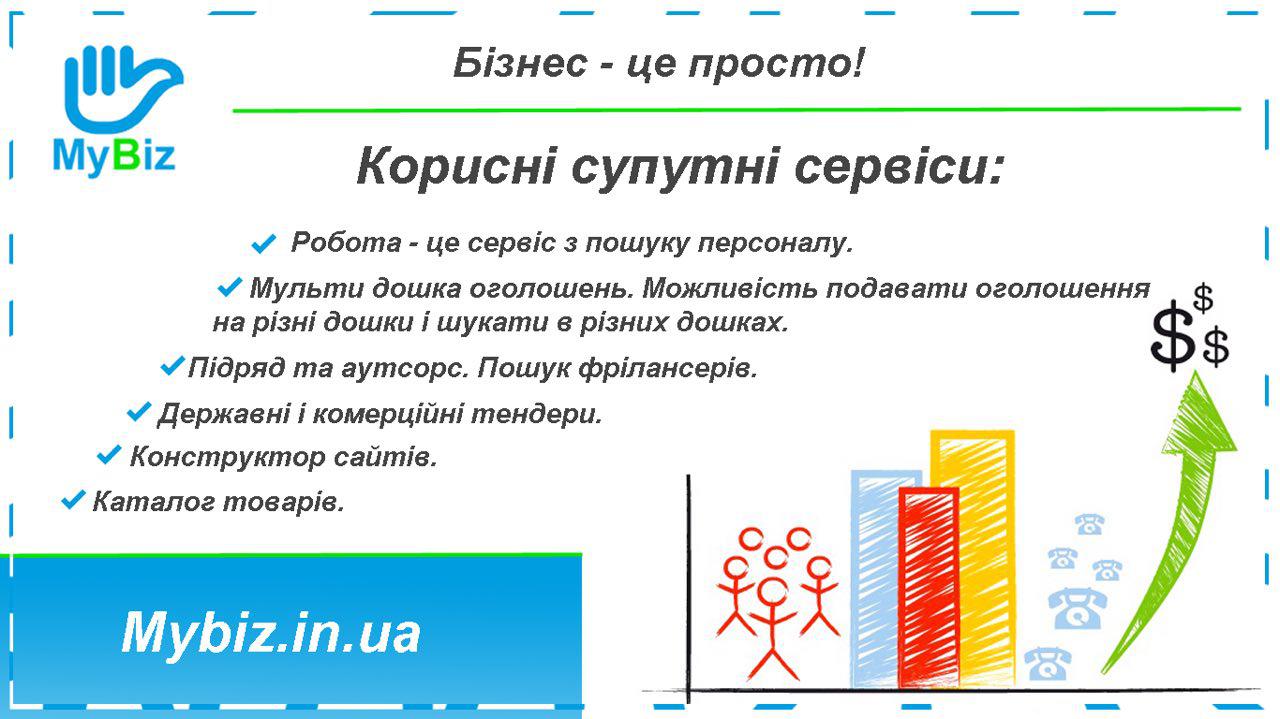 Бізнес - це просто!
MyBiz
Корисні супутні сервіси:
Робота - це сервіс з пошуку персоналу.
Мульти дошка оголошень. Можливість подавати оголошення
на різні дошки і шукати в різних дошках.
Підряд та аутсорс. Пошук фрілансерів.
Державні і комерційні тендери.
Конструктор сайтів.
Каталог товарів.
$ $ $
Mybiz.in.ua